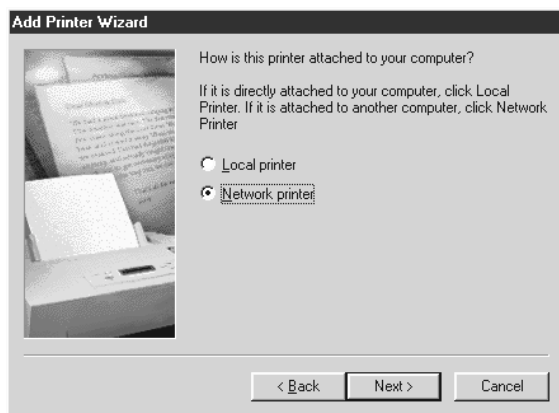 Add Printer Wizard
How is this printer attached to your computer?
If it is directly attached to your computer, click Local
Printer. If it is attached to another computer, click Network
Printer
Local printer
Network printer
< Back
Next >
Cancel